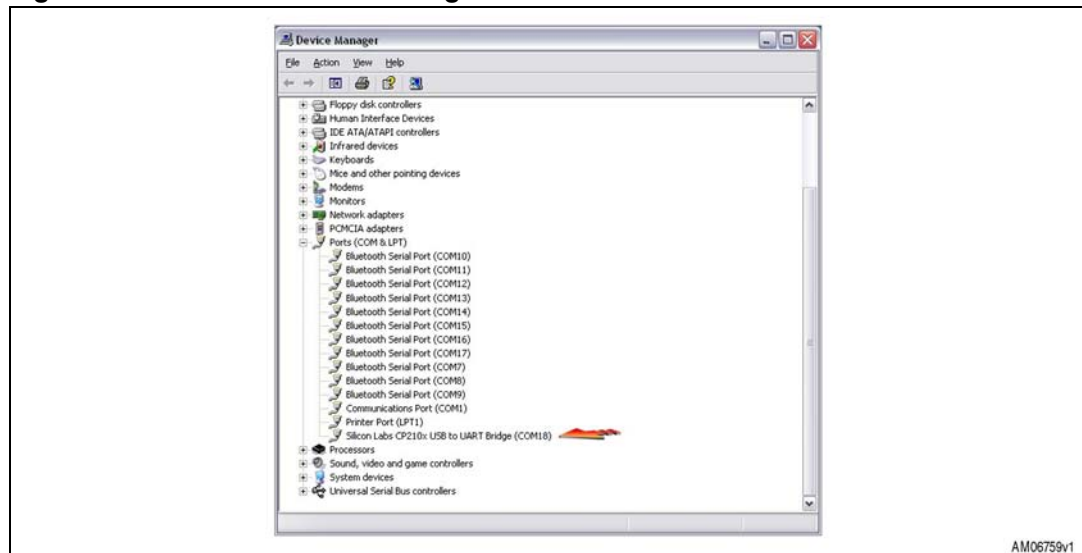 Device Manager
File Action View Help
Floppy disk controllers
Human Interface Devices
IDE ATA/ATAPI controllers
Infrared devices
Keyboards
Mice and other pointing devices
Modems
Monitors
Network adapters
PCMCIA adapters
Ports (COM & LPT)
Bluetooth Serial Port (COM10)
Bluetooth Serial Port (COM11)
Bluetooth Serial Port (COM12)
Bluetooth Serial Port (COM13)
Bluetooth Serial Port (COM14)
Bluetooth Serial Port (COM15)
Bluetooth Serial Port (COM16)
Bluetooth Serial Port (COM17)
Bluetooth Serial Port (COM7)
Bluetooth Serial Port (COM8)
Bluetooth Serial Port (COM9)
Communications Port (COM1)
Printer Port (LPT1)
Silicon Labs CP210x USB to UART Bridge (COM18)
Processors
Sound, video and game controllers
System devices
Universal Serial Bus controllers
AM06759v1